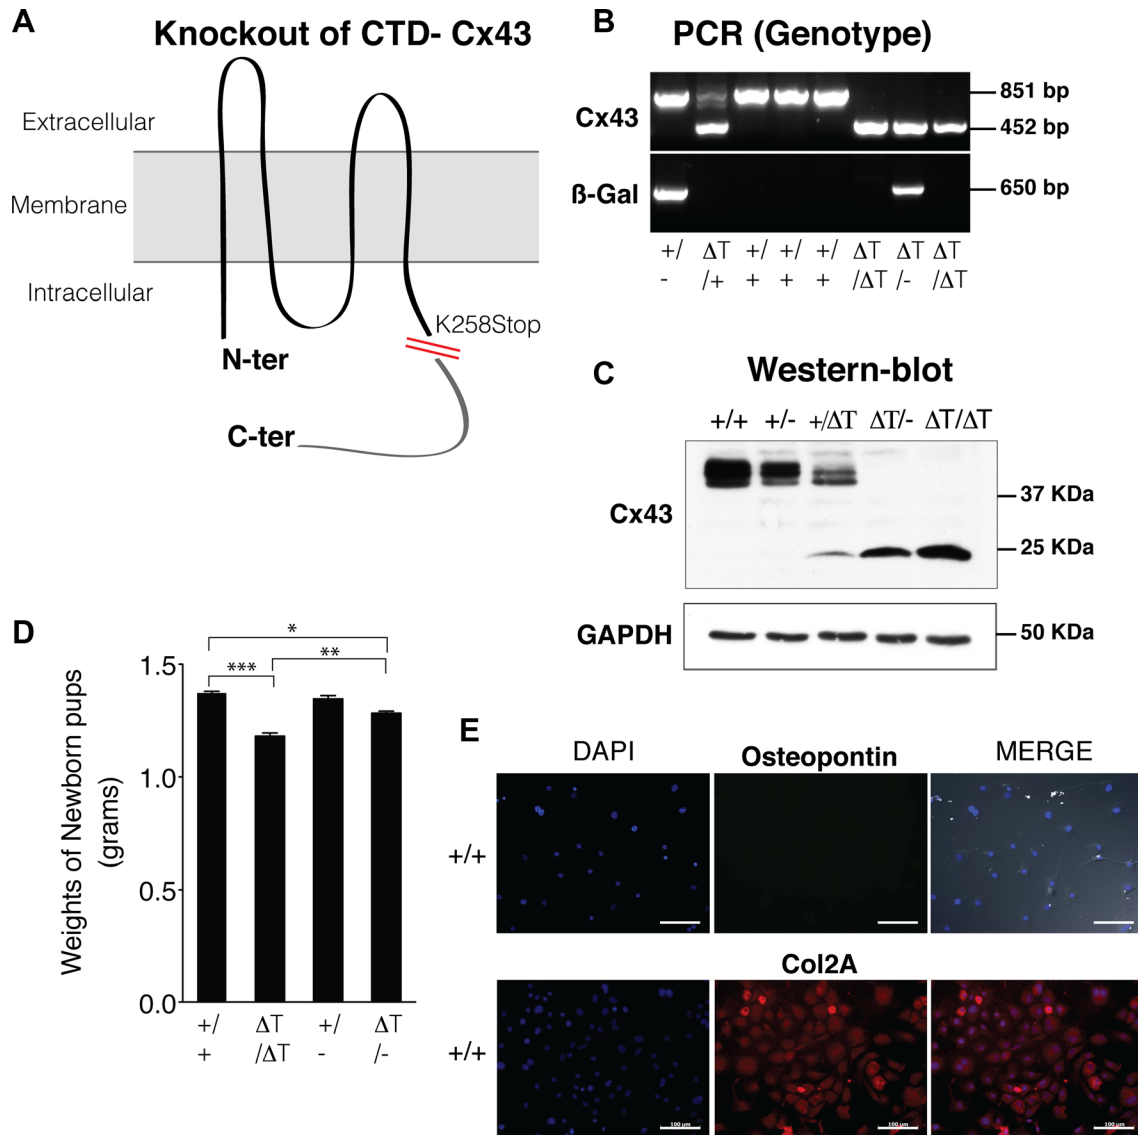 A
Knockout of CTD- Cx43
Extracellular
Membrane
Intracellular
K258Stop
N-ter
C-ter
B
PCR (Genotype)
Cx43
851 bp
452 bp
ß-Gal
650 bp
+/ ΔT +/ +/ +/ ΔT ΔT ΔT
- /+ + + + /ΔT /- /ΔT
C
Western-blot
+/+ +/- +/ΔT ΔT/- ΔT/ΔT
Cx43
37 KDa
25 KDa
GAPDH
50 KDa
D
Weights of Newborn pups
(grams)
*
*** **
1.5
1.0
0.5
0.0
+/ ΔT +/ ΔT
+ /ΔT - /-
E
DAPI Osteopontin MERGE
+/+
Col2A
+/+
100 µm 100 µm 100 µm